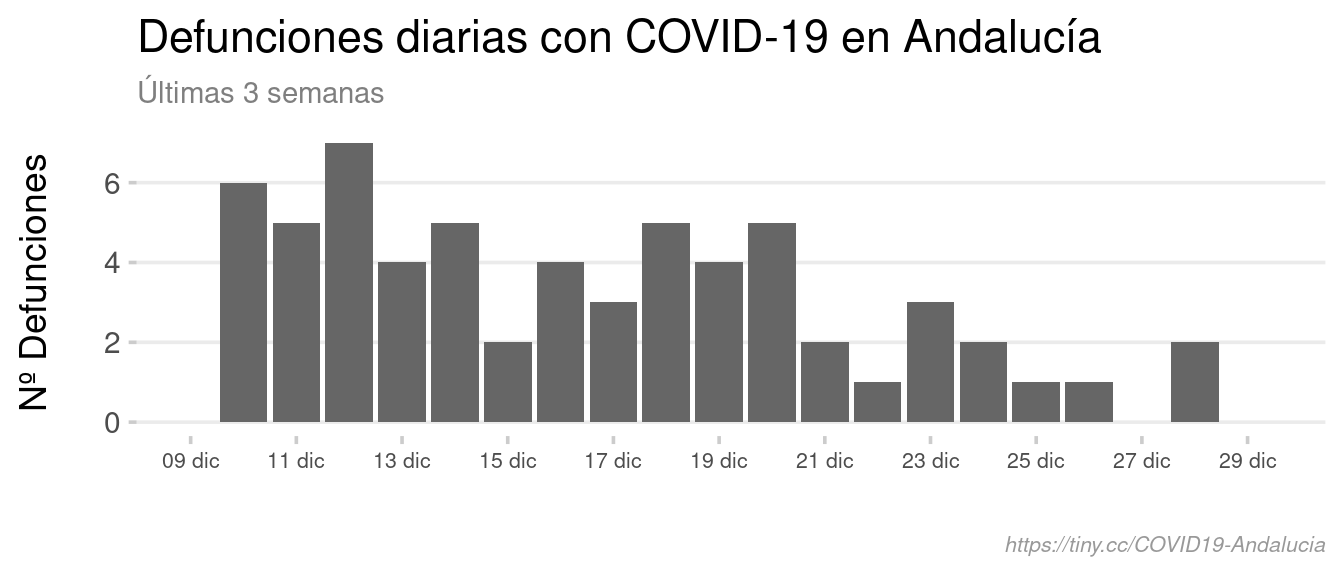 Defunciones diarias con COVID-19 en Andalucía
Últimas 3 semanas
Nº Defunciones
6
4
2
0
09 dic 11 dic 13 dic 15 dic 17 dic 19 dic 21 dic 23 dic 25 dic 27 dic 29 dic
https://tiny.cc/COVID19-Andalucia